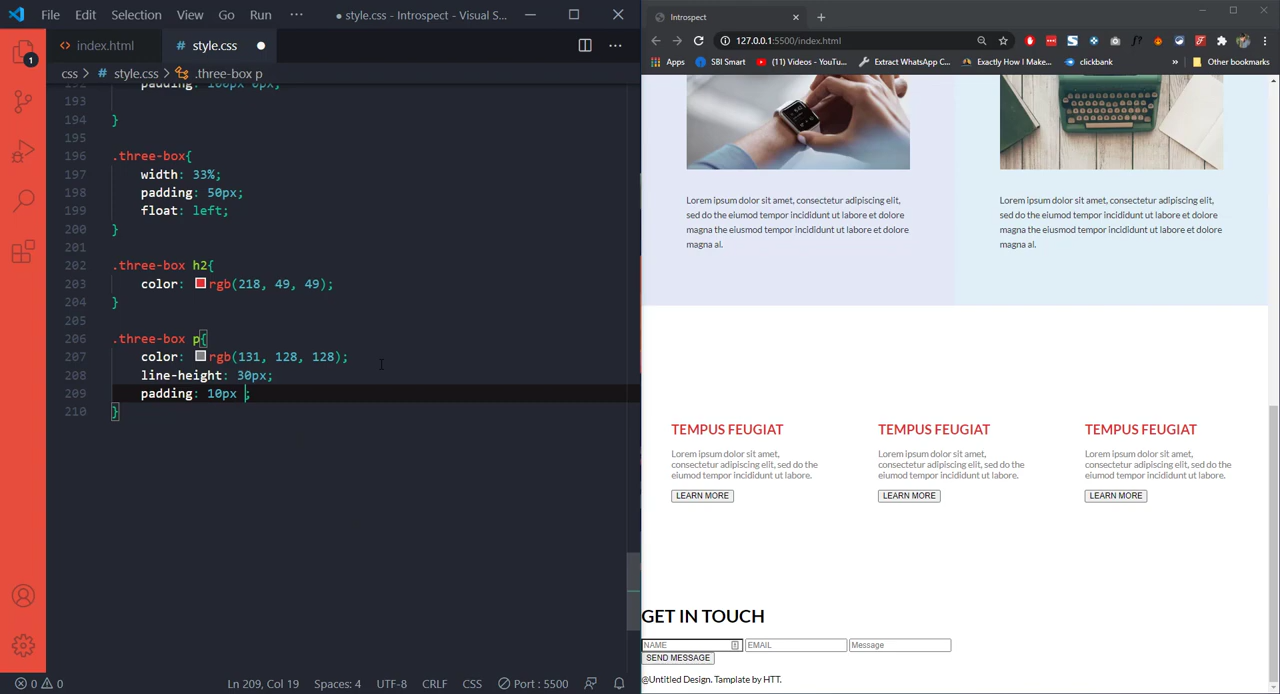 File Edit Selection View Go Run ··· ● style.css - Introspect - Visual S...
index.html # style.css
css > # style.css > .three-box p
192 padding: 100px 0px;
193
194 }
195
196 .three-box{
197 width: 33%;
198 padding: 50px;
199 float: left;
200 }
201
202 .three-box h2{
203 color: rgb(218, 49, 49);
204 }
205
206 .three-box p{
207 color: rgb(131, 128, 128);
208 line-height: 30px;
209 padding: 10px ;
210 }
1
0 0 Ln 209, Col 19 Spaces: 4 UTF-8 CRLF CSS Port : 5500
Introspect
127.0.0.1:5500/index.html
Apps SBI Smart (11) Videos - YouTu... Extract WhatsApp C... Exactly How I Make... clickbank » Other bookmarks
Lorem ipsum dolor sit amet, consectetur adipiscing elit,
sed do the eiumod tempor incididunt ut labore et dolore
magna the eiusmod tempor incididunt ut labore et dolore
magna al.
Lorem ipsum dolor sit amet, consectetur adipiscing elit,
sed do the eiumod tempor incididunt ut labore et dolore
magna the eiusmod tempor incididunt ut labore et dolore
magna al.
TEMPUS FEUGIAT
Lorem ipsum dolor sit amet,
consectetur adipiscing elit, sed do the
eiusmod tempor incididunt ut labore.
LEARN MORE
TEMPUS FEUGIAT
Lorem ipsum dolor sit amet,
consectetur adipiscing elit, sed do the
eiusmod tempor incididunt ut labore.
LEARN MORE
TEMPUS FEUGIAT
Lorem ipsum dolor sit amet,
consectetur adipiscing elit, sed do the
eiusmod tempor incididunt ut labore.
LEARN MORE
GET IN TOUCH
NAME EMAIL Message
SEND MESSAGE
@Untitled Design. Template by HTT.